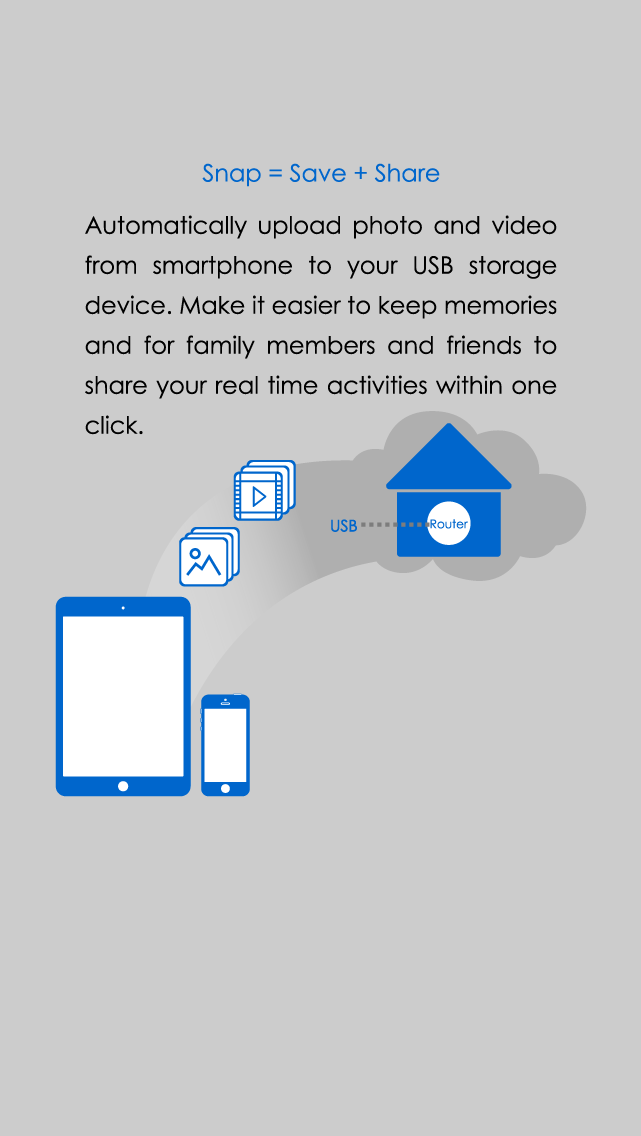 Snap = Save + Share
Automatically upload photo and video
from smartphone to your USB storage
device. Make it easier to keep memories
and for family members and friends to
share your real time activities within one
click.
USB
Router